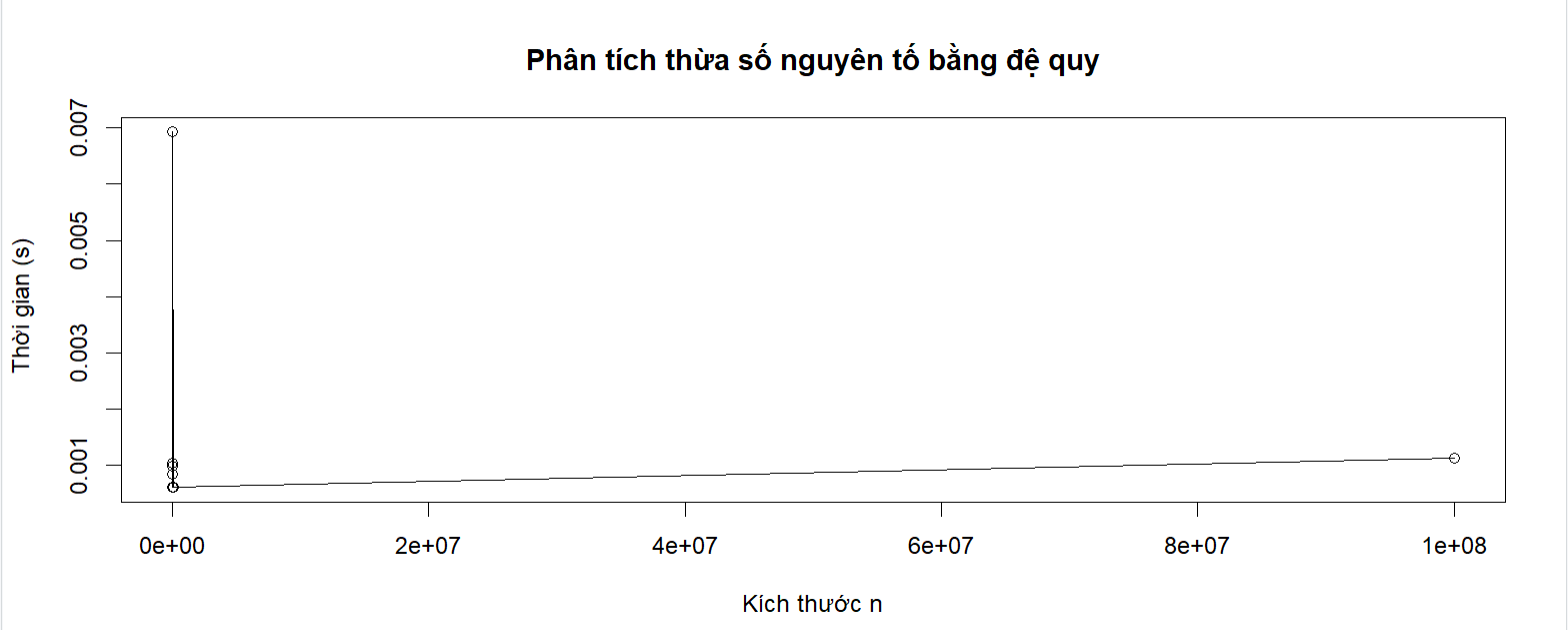 Phân tích thừa số nguyên tố bằng đệ quy
Thời gian (s)
0.007
0.005
0.003
0.001
0e+00 2e+07 4e+07 6e+07 8e+07 1e+08
Kích thước n